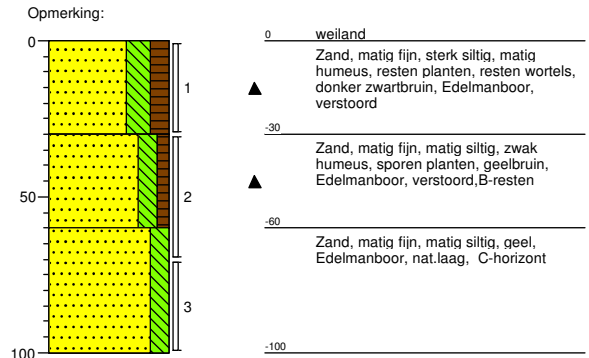 Opmerking:
0
50
100
1
2
3
0
weiland
Zand, matig fijn, sterk siltig, matig
humeus, resten planten, resten wortels,
donker zwartbruin, Edelmanboor,
verstoord
-30
Zand, matig fijn, matig siltig, zwak
humeus, sporen planten, geelbruin,
Edelmanboor, verstoord,B-resten
-60
Zand, matig fijn, matig siltig, geel,
Edelmanboor, nat.laag, C-horizont
-100